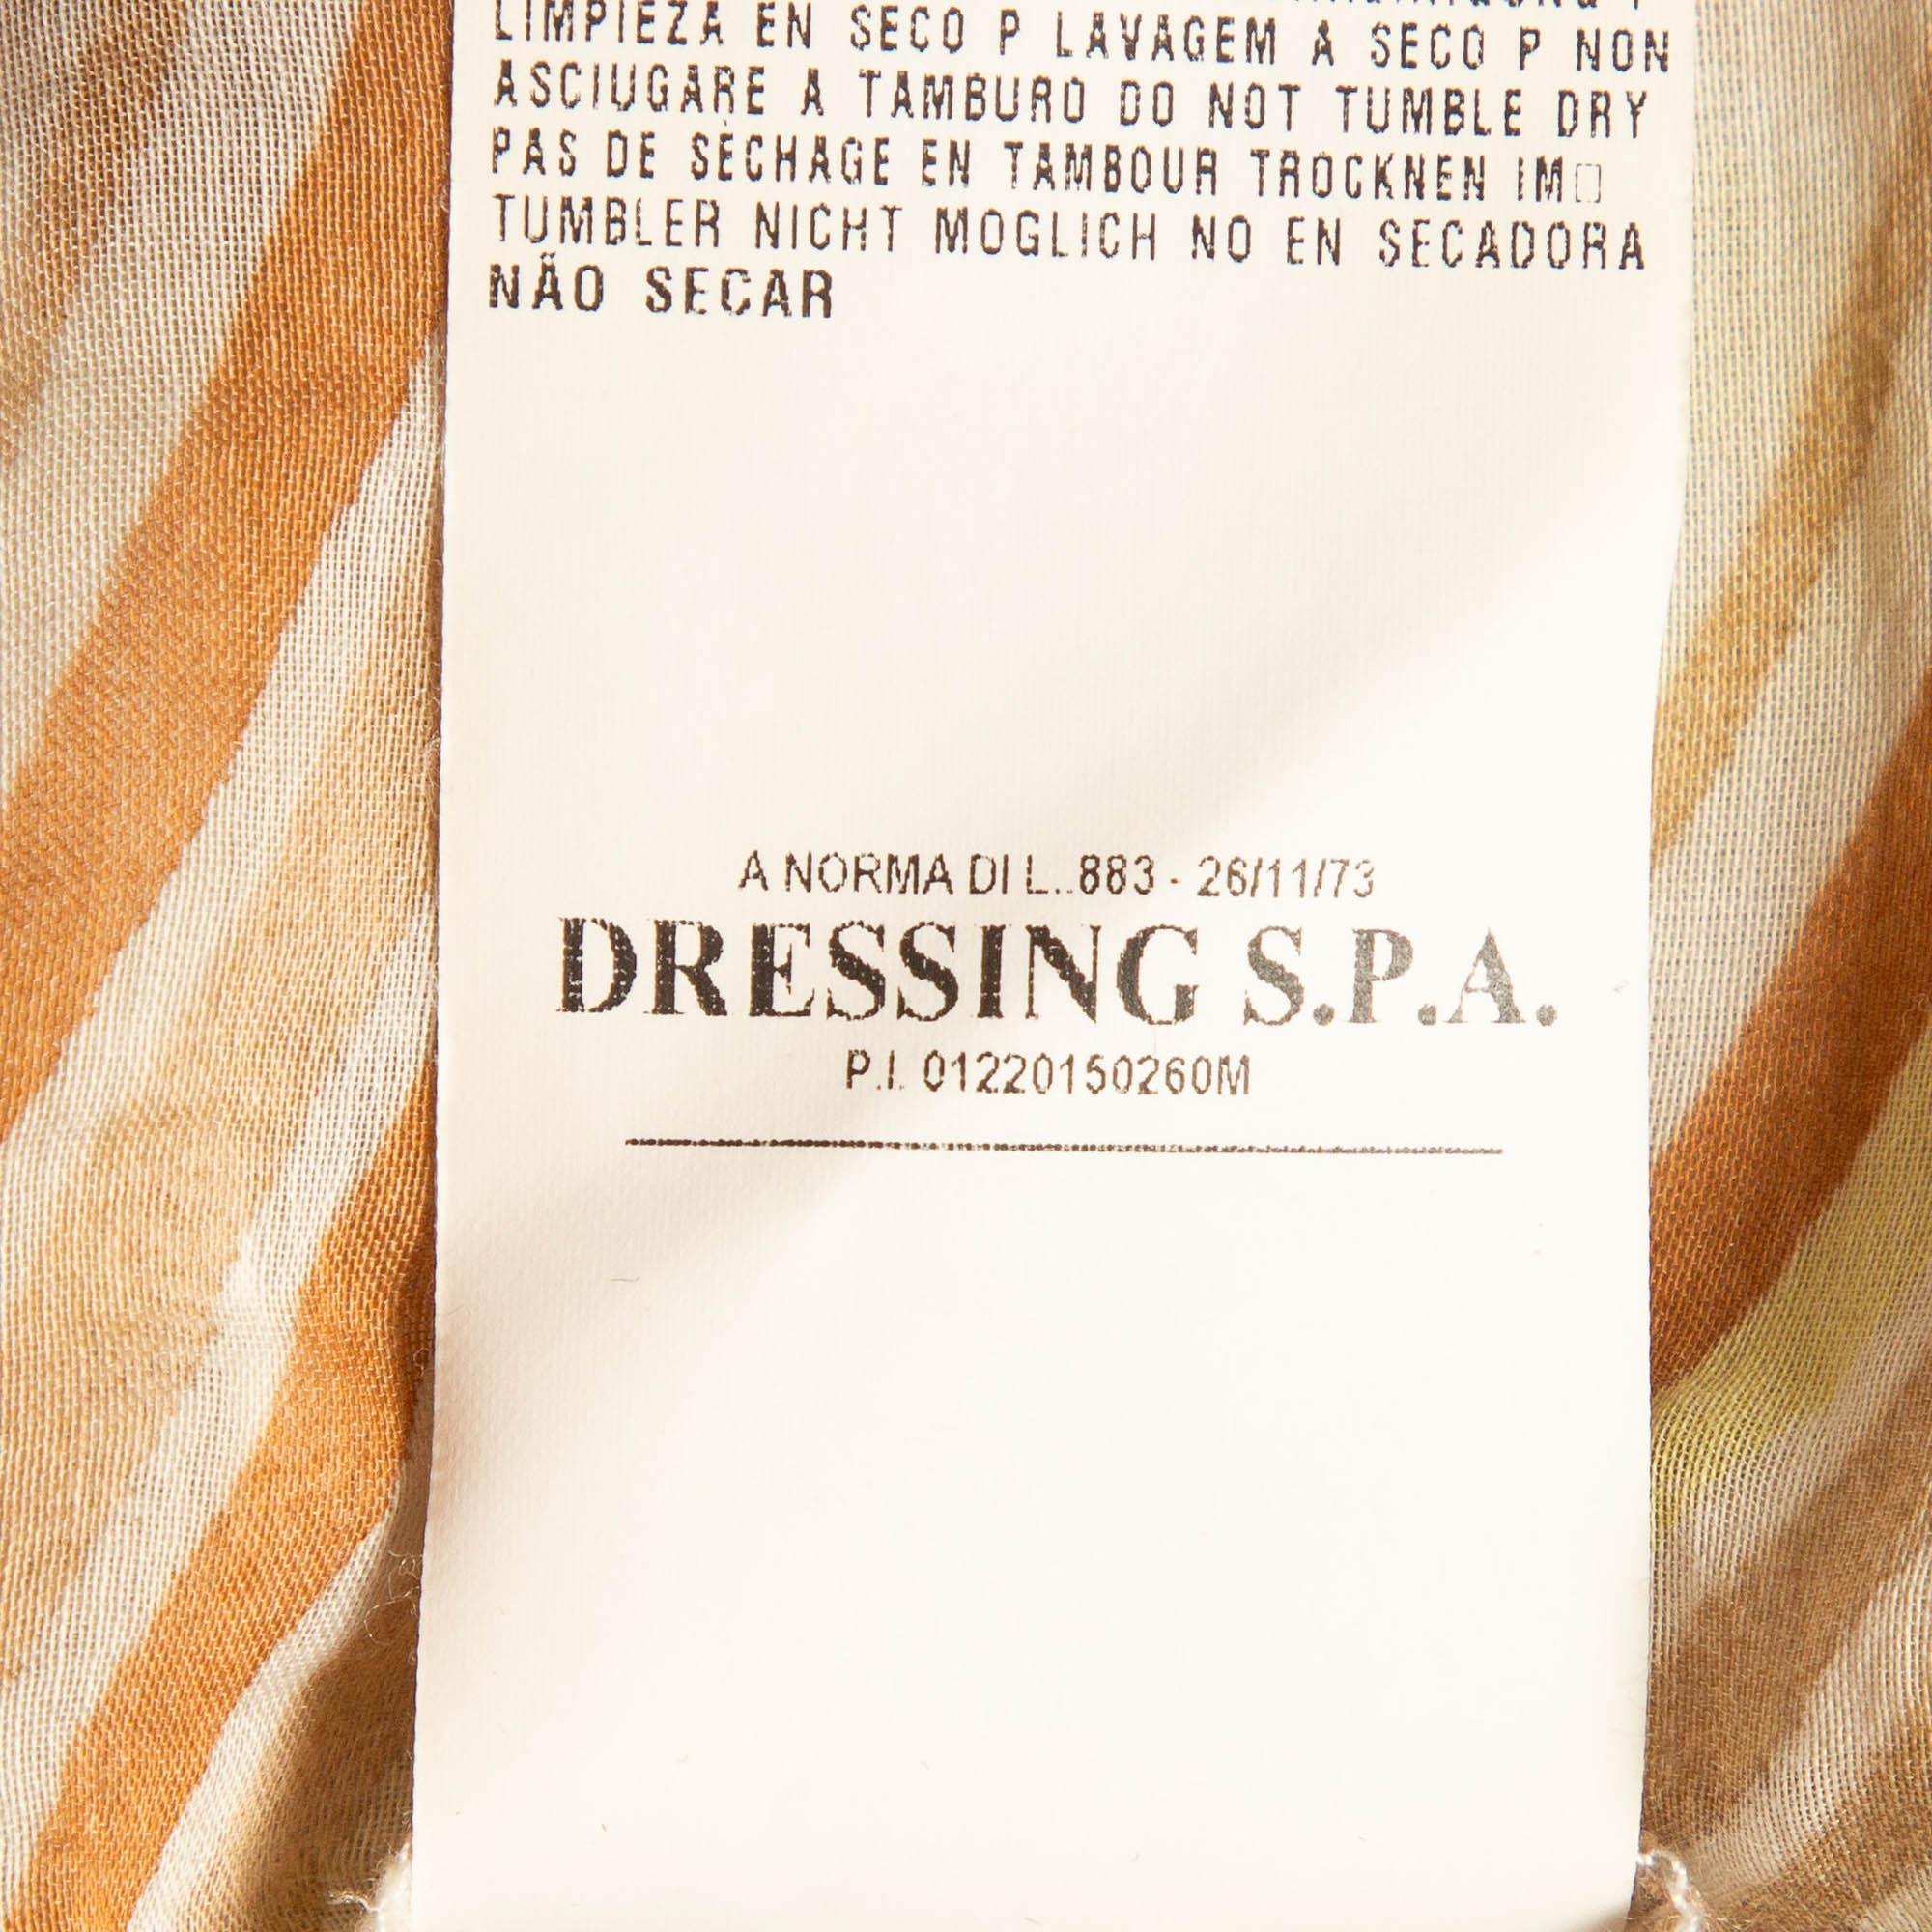 LIMPIEZA EN SECO P LAVAGEM A SECO P NON
ASCIUGARE A TAMBURO DO NOT TUMBLE DRY
PAS DE SÈCHAGE EN TAMBOUR TROCKNEN IM□
TUMBLER NICHT MOGLICH NO EN SECADORA
NÃO SECAR
A NORMA DI L..883 - 26/11/73
DRESSING S.P.A.
P.I. 01220150260M